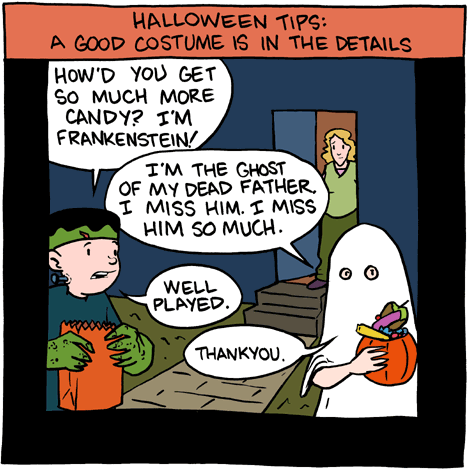 HALLOWEEN TIPS:
A GOOD COSTUME IS IN THE DETAILS
HOW'D YOU GET
SO MUCH MORE
CANDY? I'M
FRANKENSTEIN!
I'M THE GHOST
OF MY DEAD FATHER.
I MISS HIM. I MISS
HIM SO MUCH.
WELL
PLAYED.
THANKYOU.